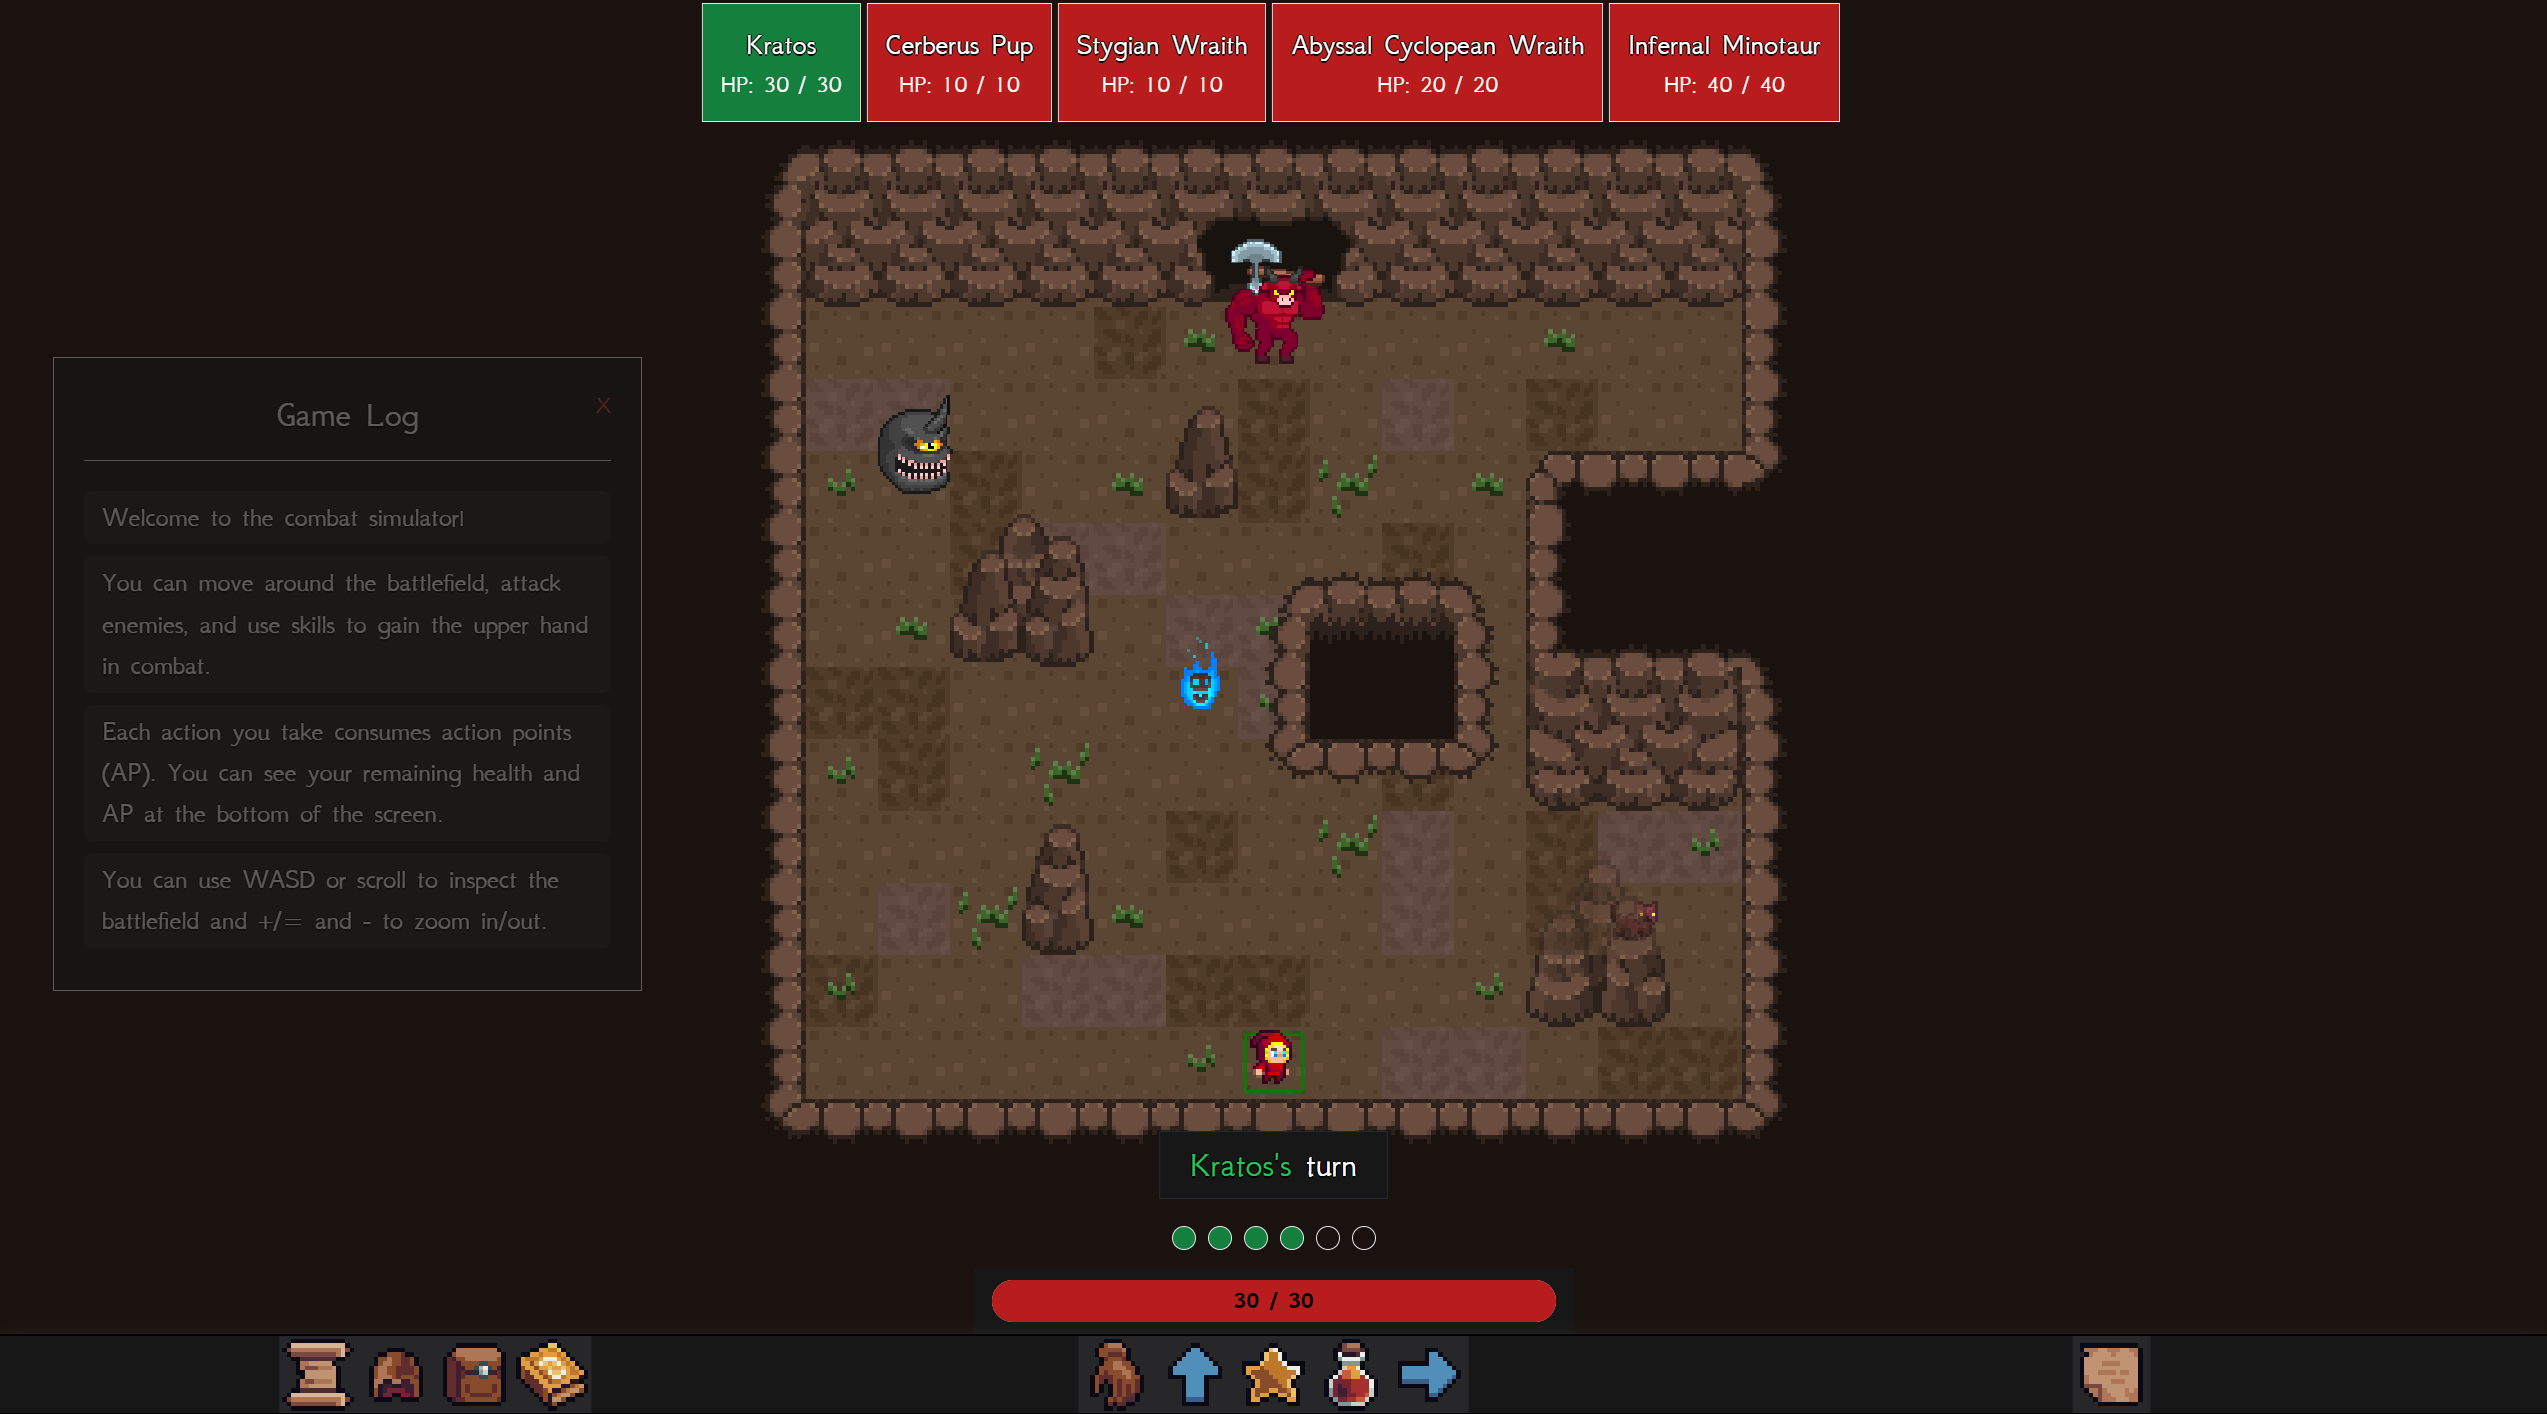 Kratos
HP: 30 / 30
Cerberus Pup
HP: 10 / 10
Stygian Wraith
HP: 10 / 10
Abyssal Cyclopean Wraith
HP: 20 / 20
Infernal Minotaur
HP: 40 / 40
Game Log
X
Welcome to the combat simulator!
You can move around the battlefield, attack
enemies, and use skills to gain the upper hand
in combat.
Each action you take consumes action points
(AP). You can see your remaining health and
AP at the bottom of the screen.
You can use WASD or scroll to inspect the
battlefield and +/= and - to zoom in/out.
Kratos's turn
30 / 30